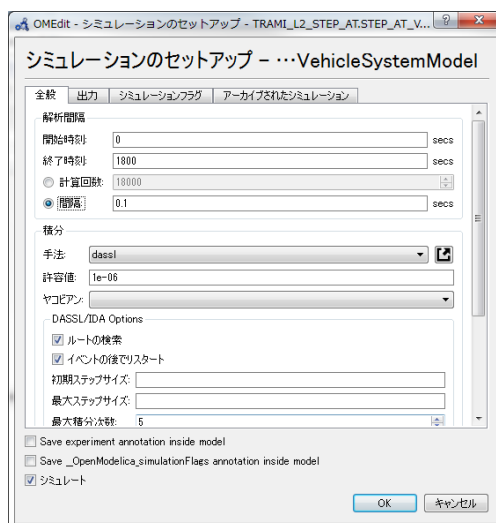 OMEdit - シミュレーションのセットアップ - TRAMI_L2_STEP_AT.STEP_AT_V...
シミュレーションのセットアップ - …VehicleSystemModel
全般 出力 シミュレーションフラグ アーカイブされたシミュレーション
解析間隔
開始時刻: 0 secs
終了時刻: 1800 secs
計算回数: 18000
間隔: 0.1 secs
積分
手法: dassl
許容値: 1e-06
ヤコビアン:
DASSL/IDA Options
ルートの検索
イベントの後でリスタート
初期ステップサイズ:
最大ステップサイズ:
最大積分次数: 5
Save experiment annotation inside model
Save _OpenModelica_simulationFlags annotation inside model
シミュレート
OK キャンセル